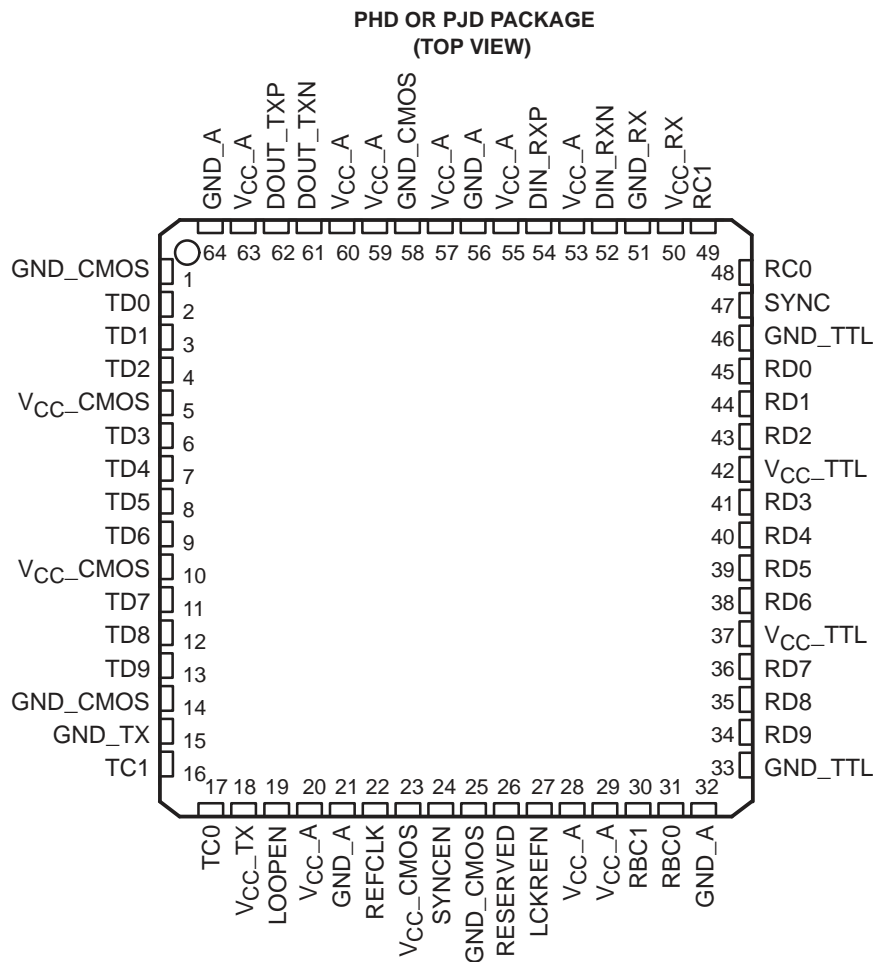 PHD OR PJD PACKAGE
(TOP VIEW)
GND_A
VCC_A
DOUT_TXP
DOUT_TXN
VCC_A
VCC_A
GND_CMOS
VCC_A
GND_A
VCC_A
DIN_RXP
VCC_A
DIN_RXN
GND_RX
VCC_RX
RC1
64 63 62 61 60 59 58 57 56 55 54 53 52 51 50 49
GND_CMOS 1
TD0 2
TD1 3
TD2 4
VCC_CMOS 5
TD3 6
TD4 7
TD5 8
TD6 9
VCC_CMOS 10
TD7 11
TD8 12
TD9 13
GND_CMOS 14
GND_TX 15
TC1 16
48 RC0
47 SYNC
46 GND_TTL
45 RD0
44 RD1
43 RD2
42 VCC_TTL
41 RD3
40 RD4
39 RD5
38 RD6
37 VCC_TTL
36 RD7
35 RD8
34 RD9
33 GND_TTL
17 18 19 20 21 22 23 24 25 26 27 28 29 30 31 32
TC0
VCC_TX
LOOPEN
VCC_A
GND_A
REFCLK
VCC_CMOS
SYNCEN
GND_CMOS
RESERVED
LCKREFN
VCC_A
VCC_A
RBC1
RBC0
GND_A